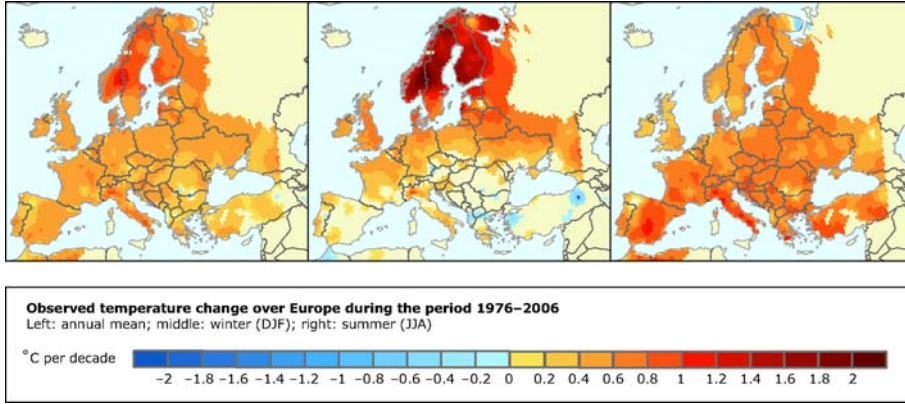 Observed temperature change over Europe during the period 1976–2006
Left: annual mean; middle: winter (DJF); right: summer (JJA)
°C per decade
−2 −1.8 −1.6 −1.4 −1.2 −1 −0.8 −0.6 −0.4 −0.2 0 0.2 0.4 0.6 0.8 1 1.2 1.4 1.6 1.8 2